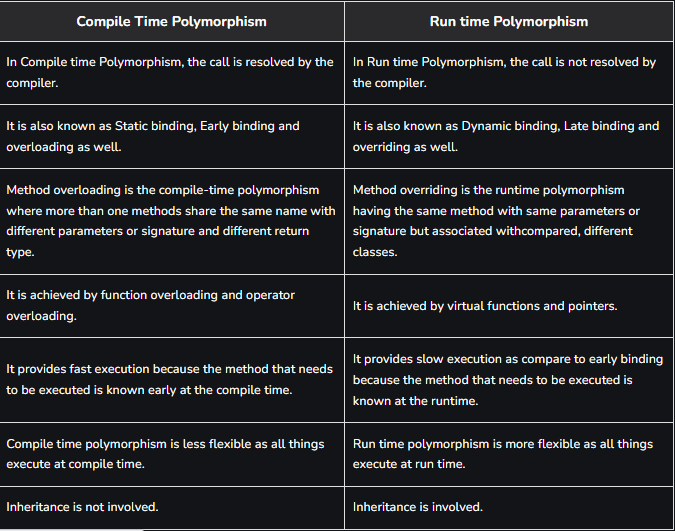 Compile Time Polymorphism
Run time Polymorphism
In Compile time Polymorphism, the call is resolved by the
compiler.
In Run time Polymorphism, the call is not resolved by
the compiler.
It is also known as Static binding, Early binding and
overloading as well.
It is also known as Dynamic binding, Late binding and
overriding as well.
Method overloading is the compile-time polymorphism
where more than one methods share the same name with
different parameters or signature and different return
type.
Method overriding is the runtime polymorphism
having the same method with same parameters or
signature but associated withcompared, different
classes.
It is achieved by function overloading and operator
overloading.
It is achieved by virtual functions and pointers.
It provides fast execution because the method that needs
to be executed is known early at the compile time.
It provides slow execution as compare to early binding
because the method that needs to be executed is
known at the runtime.
Compile time polymorphism is less flexible as all things
execute at compile time.
Run time polymorphism is more flexible as all things
execute at run time.
Inheritance is not involved.
Inheritance is involved.